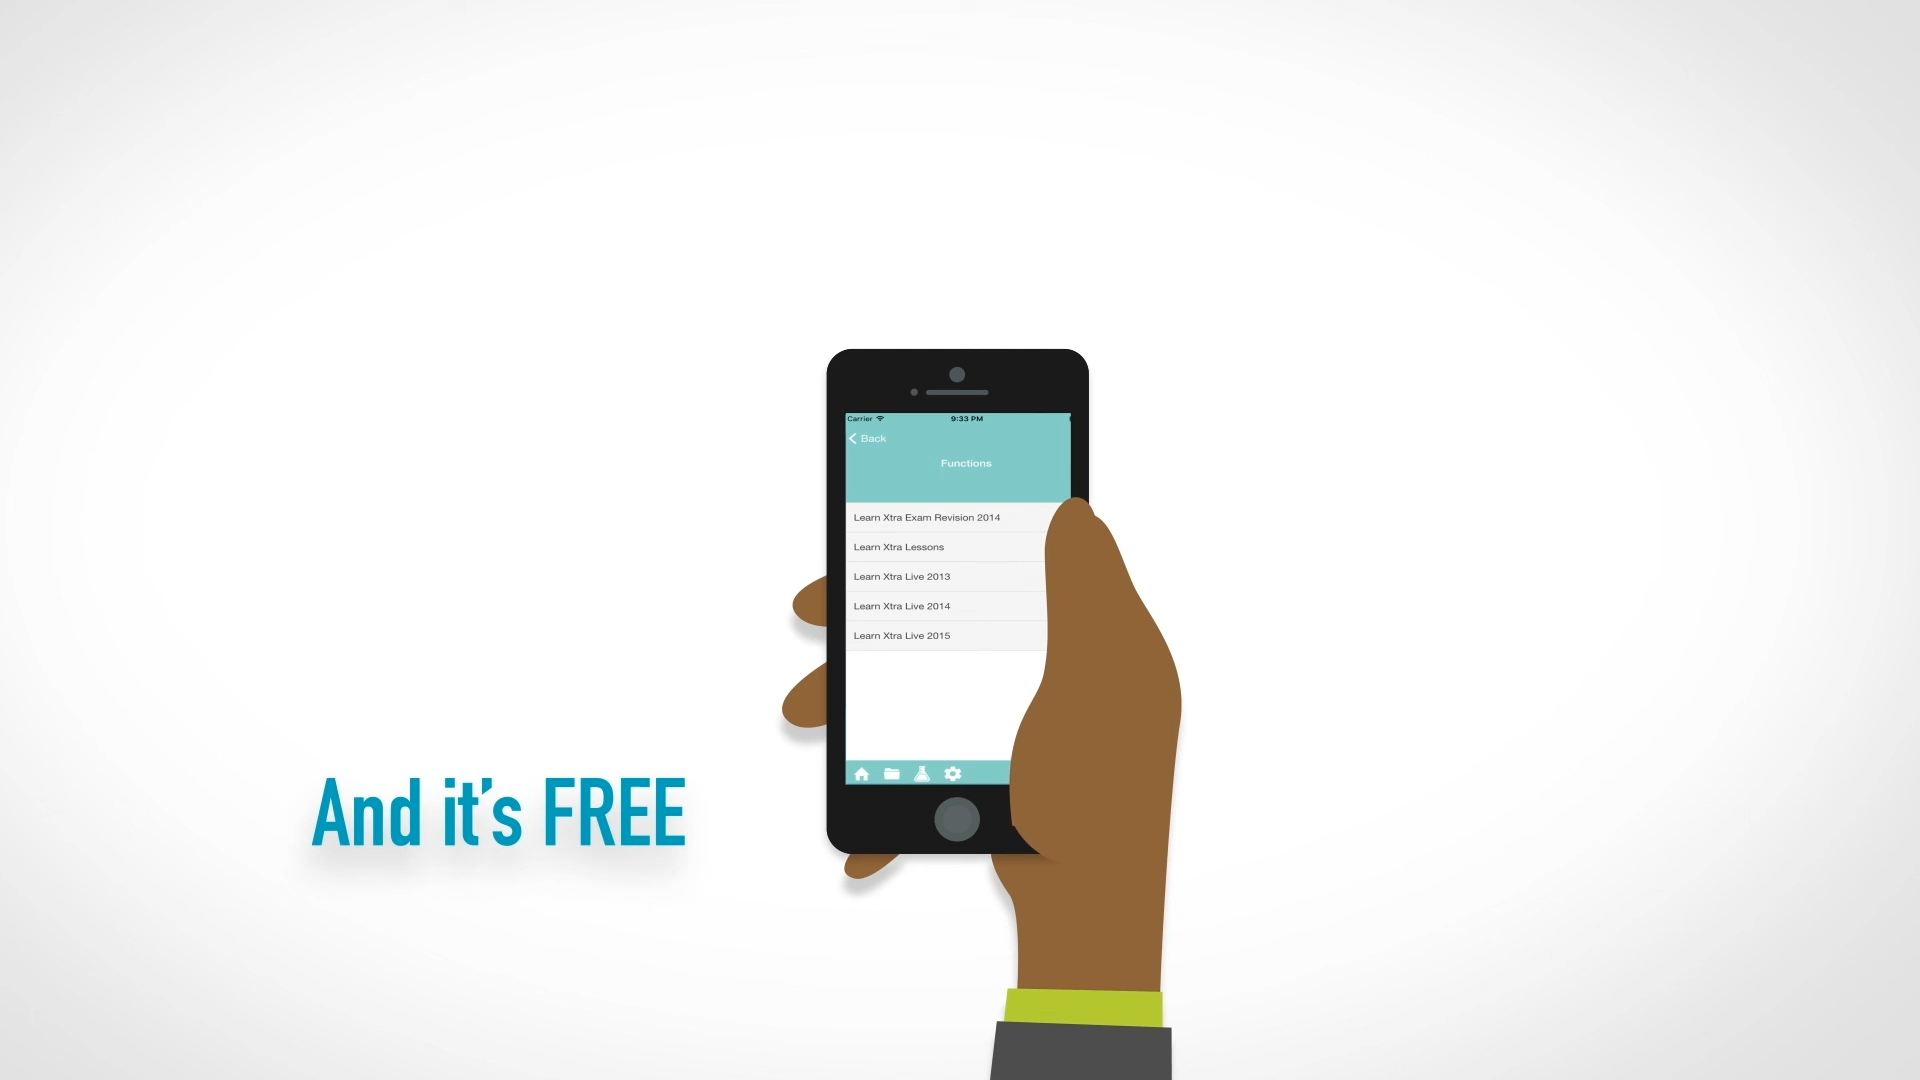 Carrier 9:33 PM
Back
Functions
Learn Xtra Exam Revision 2014
Learn Xtra Lessons
Learn Xtra Live 2013
Learn Xtra Live 2014
Learn Xtra Live 2015
And it's FREE